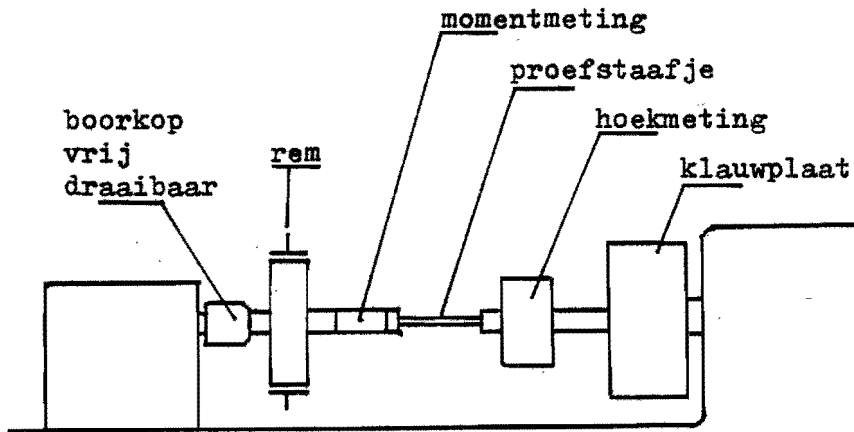 momentmeting
proefstaafje
hoekmeting
klauwplaat
boorkop
vrij
draaibaar
rem